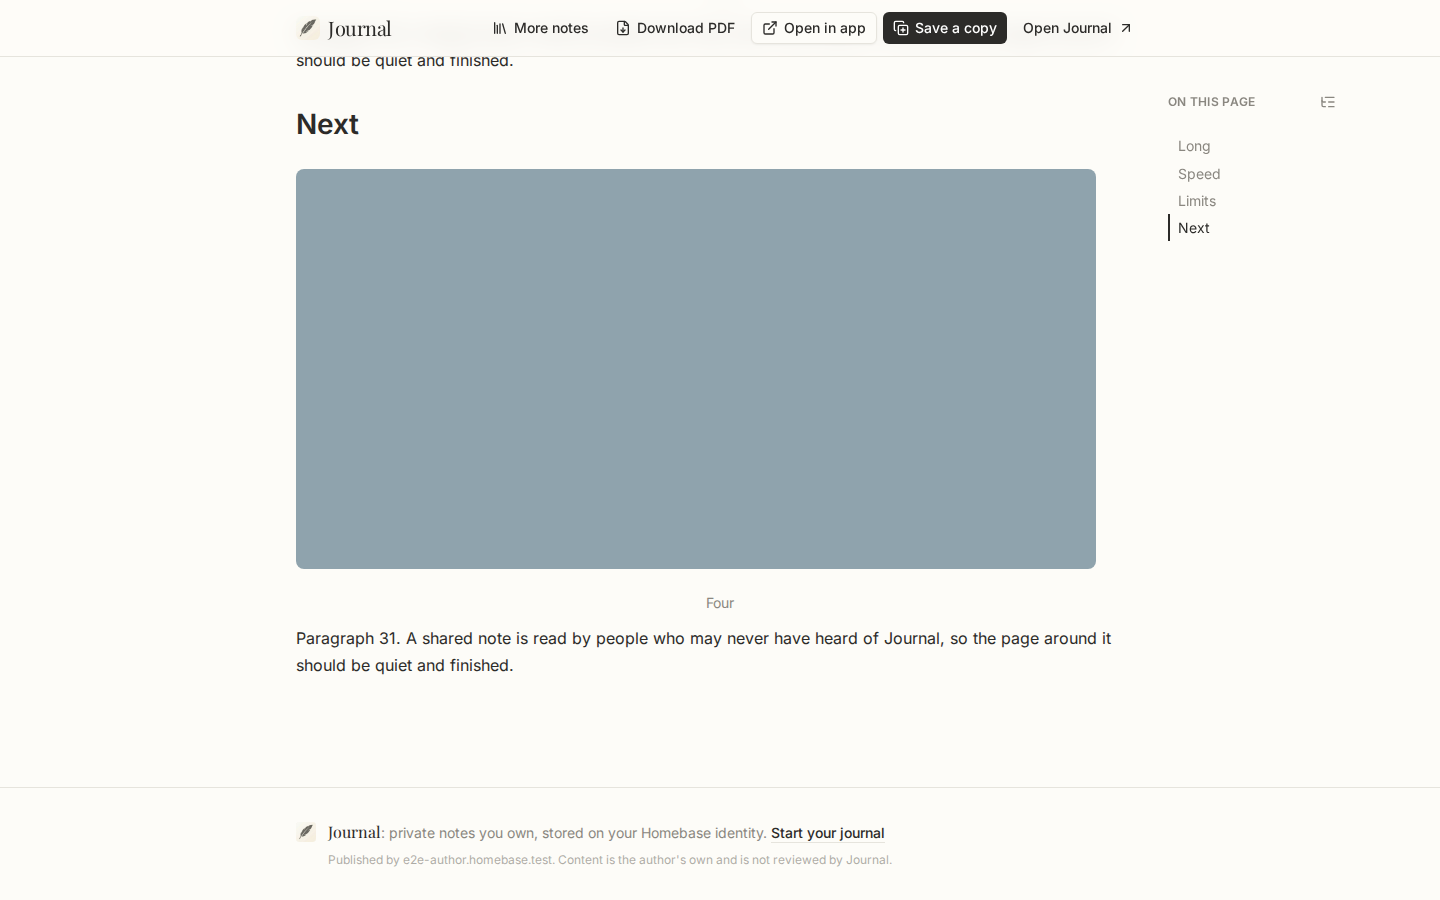 Journal
More notes
Download PDF
Open in app
Save a copy
Open Journal
should be quiet and finished.
ON THIS PAGE
Long
Speed
Limits
Next
Next
Four
Paragraph 31. A shared note is read by people who may never have heard of Journal, so the page around it
should be quiet and finished.
Journal: private notes you own, stored on your Homebase identity. Start your journal
Published by e2e-author.homebase.test. Content is the author's own and is not reviewed by Journal.